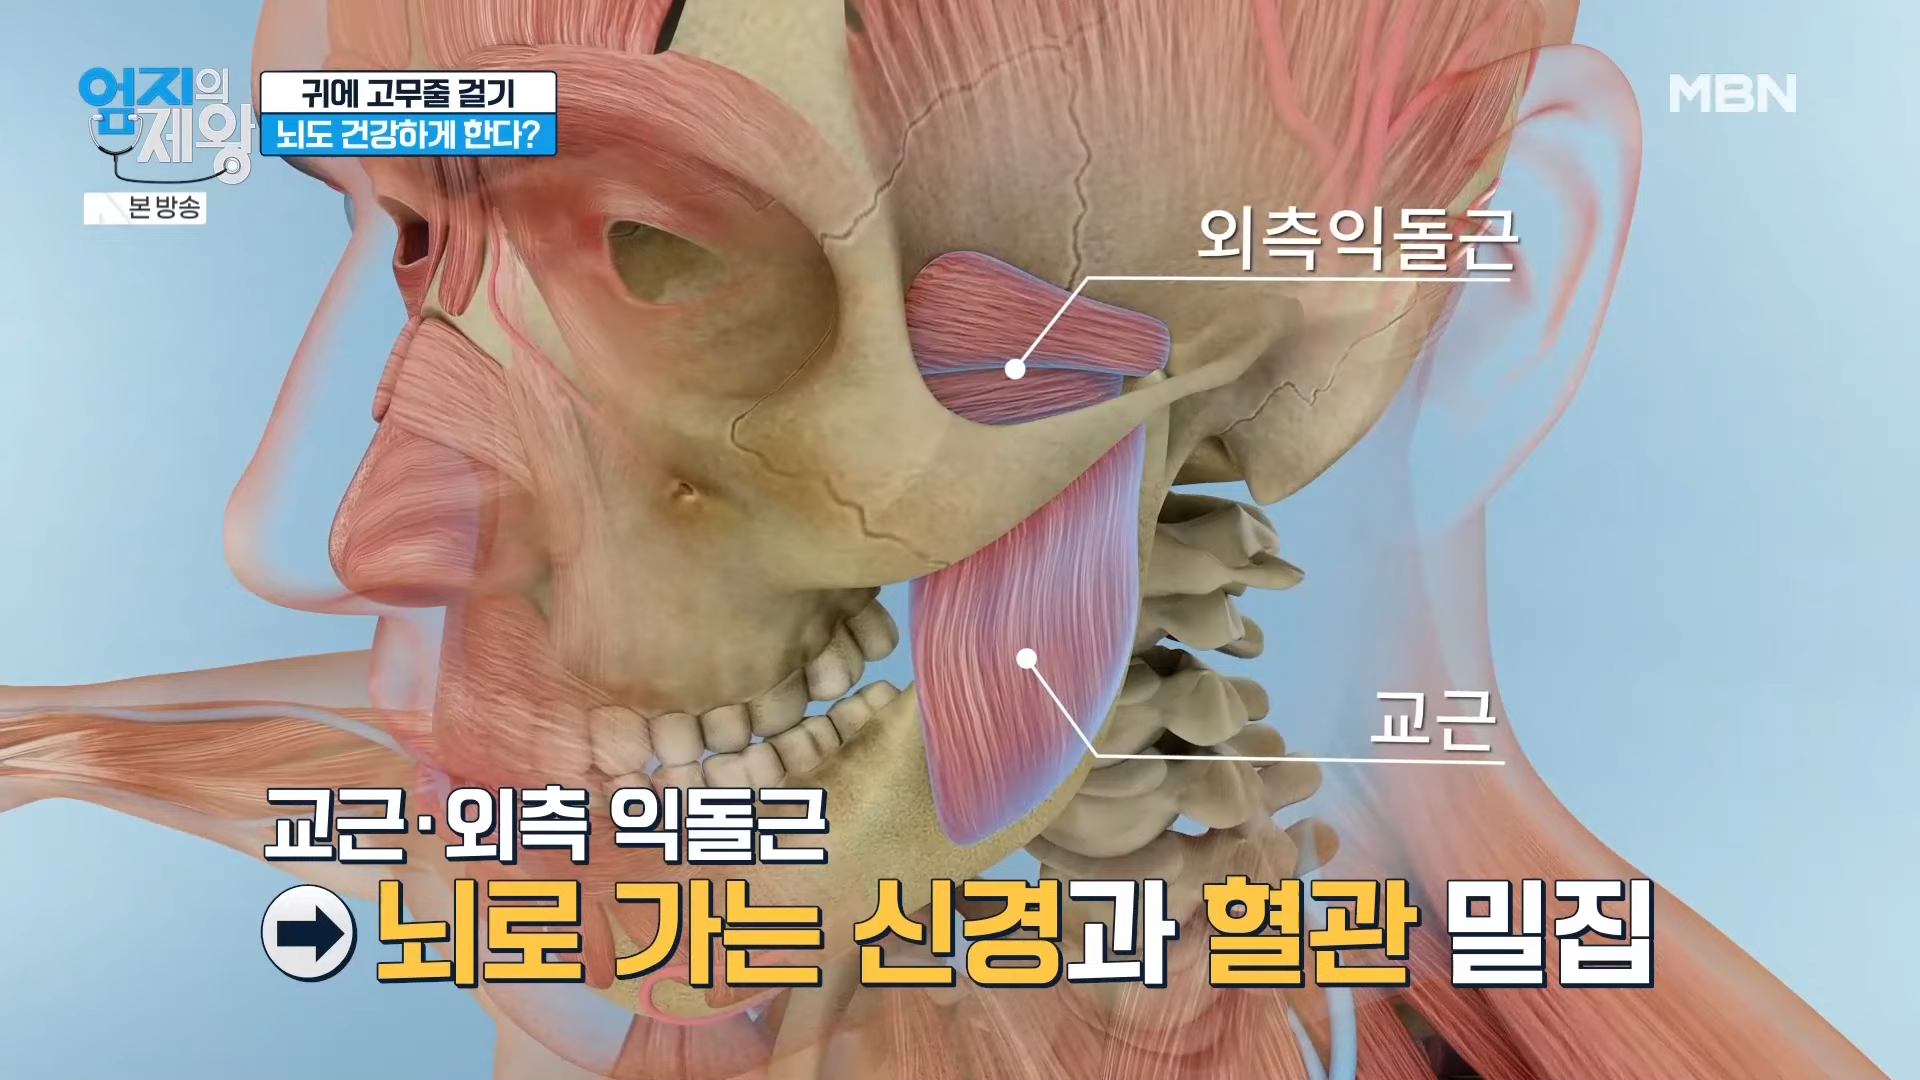 엄지의
제왕
귀에 고무줄 걸기
뇌도 건강하게 한다?
본방송
MBN
외측익돌근
교근
교근·외측 익돌근
뇌로 가는 신경과 혈관 밀집